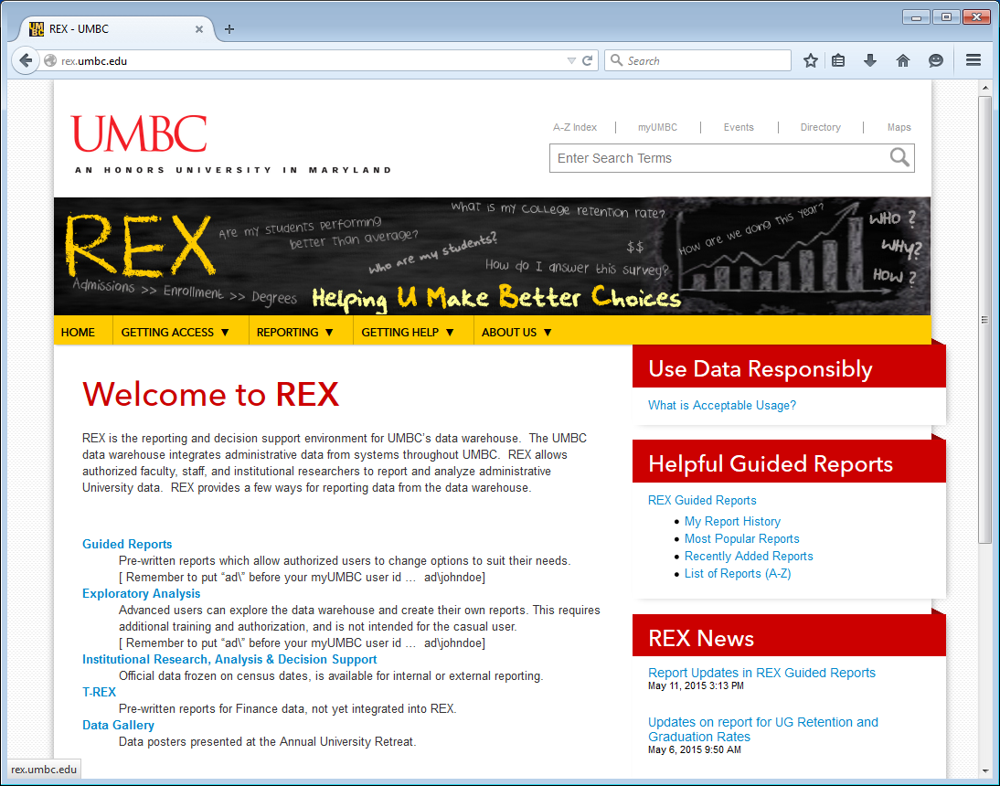 REX - UMBC
rex.umbc.edu
Search
UMBC
AN HONORS UNIVERSITY IN MARYLAND
A-Z Index | myUMBC | Events | Directory | Maps
Enter Search Terms
REX
Admissions >> Enrollment >> Degrees
Are my students performing
better than average?
What is my college retention rate?
Who are my students?
$$
How do I answer this survey?
How are we doing this year?
WHO ?
WHY?
HOW ?
Helping U Make Better Choices
HOME GETTING ACCESS ▼ REPORTING ▼ GETTING HELP ▼ ABOUT US ▼
Welcome to REX
REX is the reporting and decision support environment for UMBC’s data warehouse.  The UMBC
data warehouse integrates administrative data from systems throughout UMBC.  REX allows
authorized faculty, staff, and institutional researchers to report and analyze administrative
University data.  REX provides a few ways for reporting data from the data warehouse.
Guided Reports
Pre-written reports which allow authorized users to change options to suit their needs.
[ Remember to put “ad\” before your myUMBC user id …  ad\johndoe]
Exploratory Analysis
Advanced users can explore the data warehouse and create their own reports. This requires
additional training and authorization, and is not intended for the casual user.
[ Remember to put “ad\” before your myUMBC user id …  ad\johndoe]
Institutional Research, Analysis & Decision Support
Official data frozen on census dates, is available for internal or external reporting.
T-REX
Pre-written reports for Finance data, not yet integrated into REX.
Data Gallery
Data posters presented at the Annual University Retreat.
Use Data Responsibly
What is Acceptable Usage?
Helpful Guided Reports
REX Guided Reports
• My Report History
• Most Popular Reports
• Recently Added Reports
• List of Reports (A-Z)
REX News
Report Updates in REX Guided Reports
May 11, 2015 3:13 PM
Updates on report for UG Retention and
Graduation Rates
May 6, 2015 9:50 AM
rex.umbc.edu